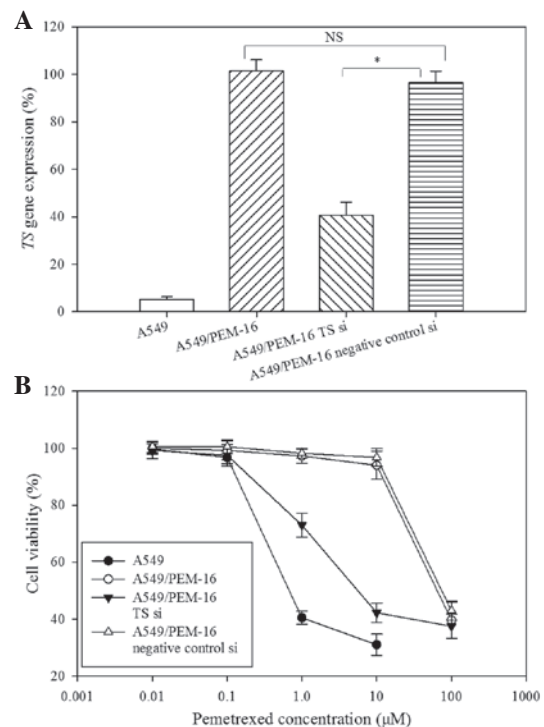 A
TS gene expression (%)
120
100
80
60
40
20
0
NS
*
A549
A549/PEM-16
A549/PEM-16 TS si
A549/PEM-16 negative control si
B
Cell viability (%)
120
100
80
60
40
20
A549
A549/PEM-16
A549/PEM-16
TS si
A549/PEM-16
negative control si
0.001 0.01 0.1 1.0 10 100 1000
Pemetrexed concentration (μM)